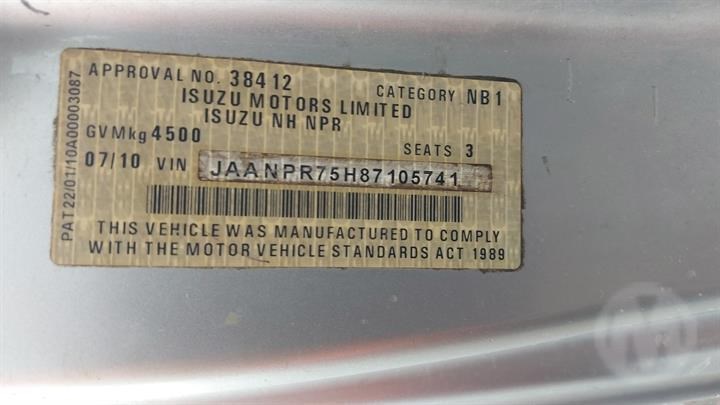 APPROVAL NO. 38412 CATEGORY NB1
ISUZU MOTORS LIMITED
ISUZU NH NPR
GVMkg 4500 SEATS 3
07/10 VIN JAANPR75H87105741
THIS VEHICLE WAS MANUFACTURED TO COMPLY
WITH THE MOTOR VEHICLE STANDARDS ACT 1989
PAT22/01/10A00003087
M